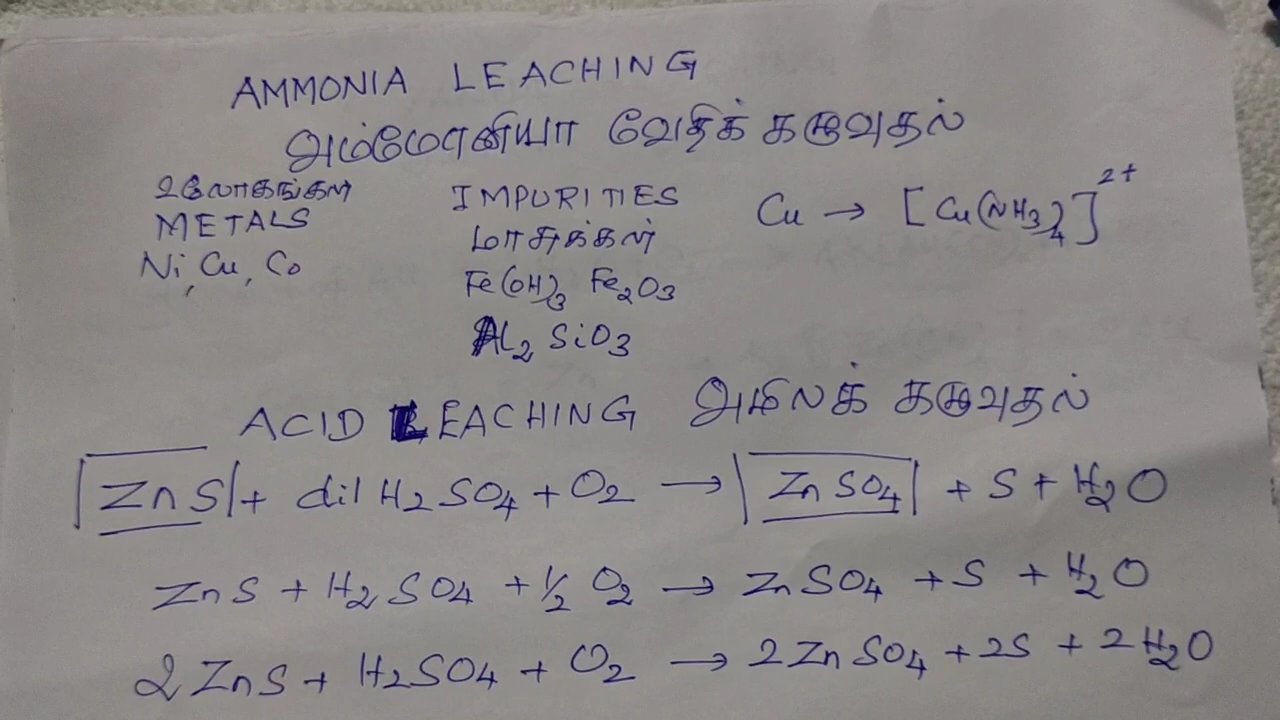 AMMONIA LEACHING
அம்மோனியா வேதிக் கழுவுதல்
உலோகங்கள்
METALS
Ni, Cu, Co
IMPURITIES
மாசுக்கள்
Fe(OH)₃ Fe₂O₃
Al₂ SiO₃
Cu → [Cu(NH₃)₄]²⁺
ACID LEACHING அமிலக் கழுவுதல்
ZnS + dil H₂SO₄ + O₂ → ZnSO₄ + S + H₂O
ZnS + H₂SO₄ + ½ O₂ → ZnSO₄ + S + H₂O
2ZnS + H₂SO₄ + O₂ → 2ZnSO₄ + 2S + 2H₂O